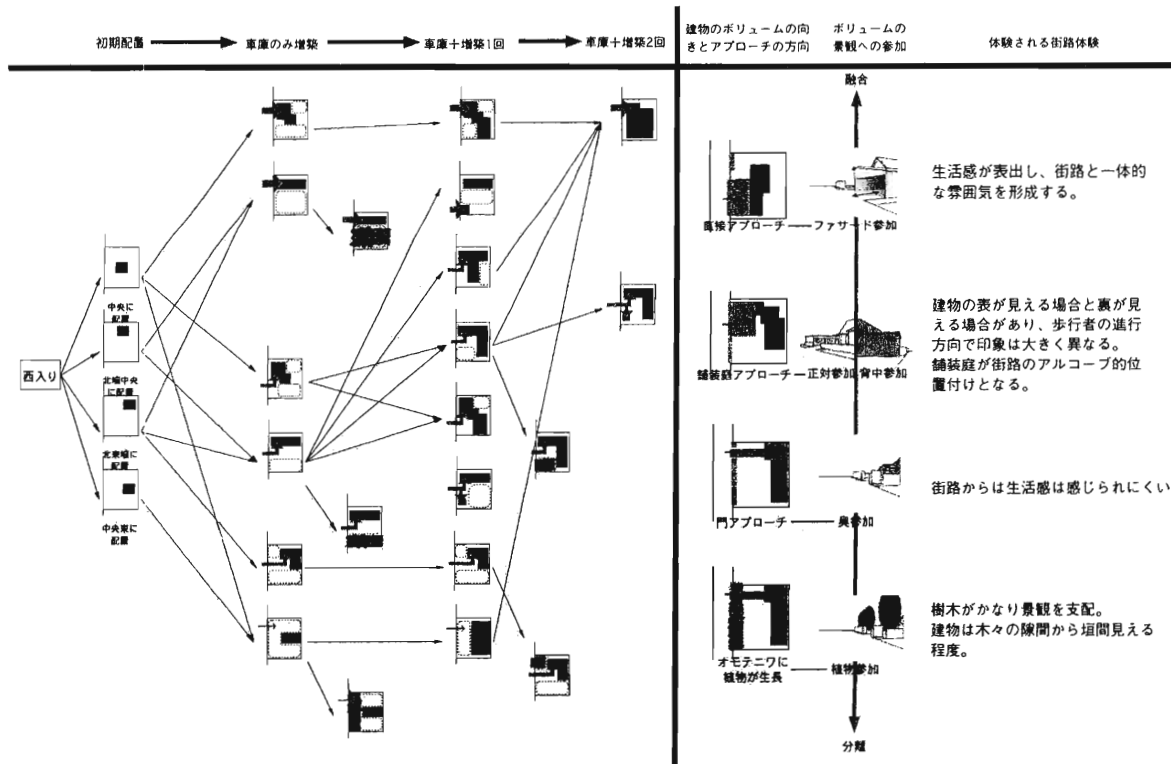 初期配置
車庫のみ増築
車庫＋増築1回
車庫＋増築2回
建物のボリュームの向
きとアプローチの方向
ボリュームの
景観への参加
体験される街路体験
西入り
中央に
配置
北端中央
に配置
北東端に
配置
中央東に
配置
融合
直接アプローチ
ファサード参加
生活感が表出し、街路と一体的
な雰囲気を形成する。
舗装庭アプローチ
正対参加
背中参加
建物の表が見える場合と裏が見
える場合があり、歩行者の進行
方向で印象は大きく異なる。
舗装庭が街路のアルコーブ的位
置付けとなる。
門アプローチ
奥参加
街路からは生活感は感じられにくい
オモテニワに
植物が生長
植物参加
樹木がかなり景観を支配。
建物は木々の隙間から垣間見える
程度。
分離